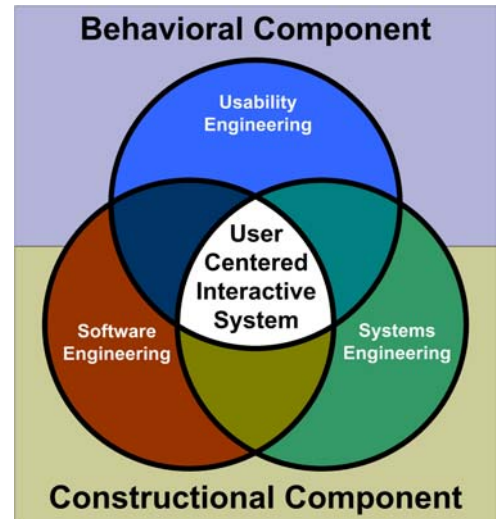 Behavioral Component
Usability
Engineering
User
Centered
Interactive
System
Software
Engineering
Systems
Engineering
Constructional Component